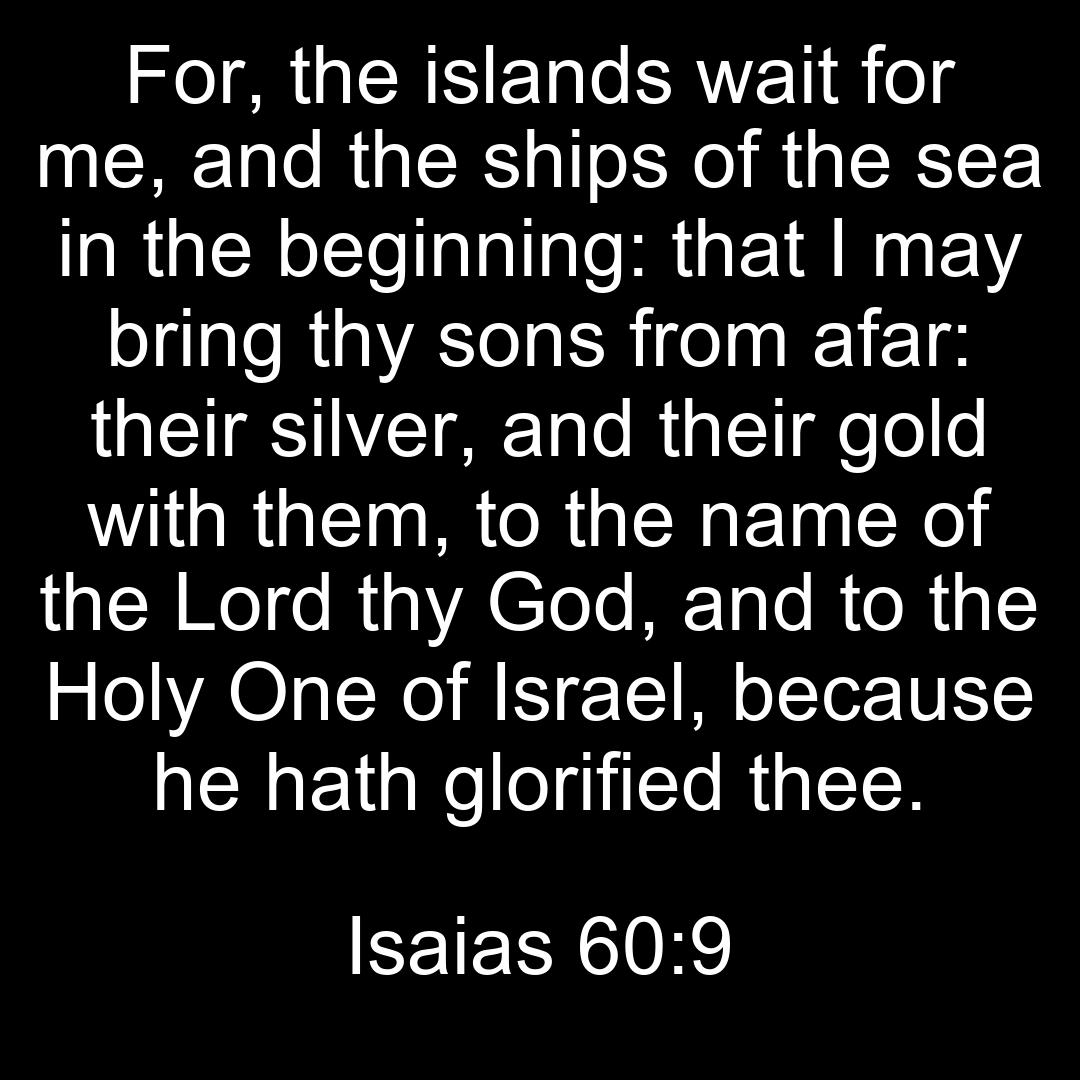 For, the islands wait for
me, and the ships of the sea
in the beginning: that I may
bring thy sons from afar:
their silver, and their gold
with them, to the name of
the Lord thy God, and to the
Holy One of Israel, because
he hath glorified thee.
Isaias 60:9